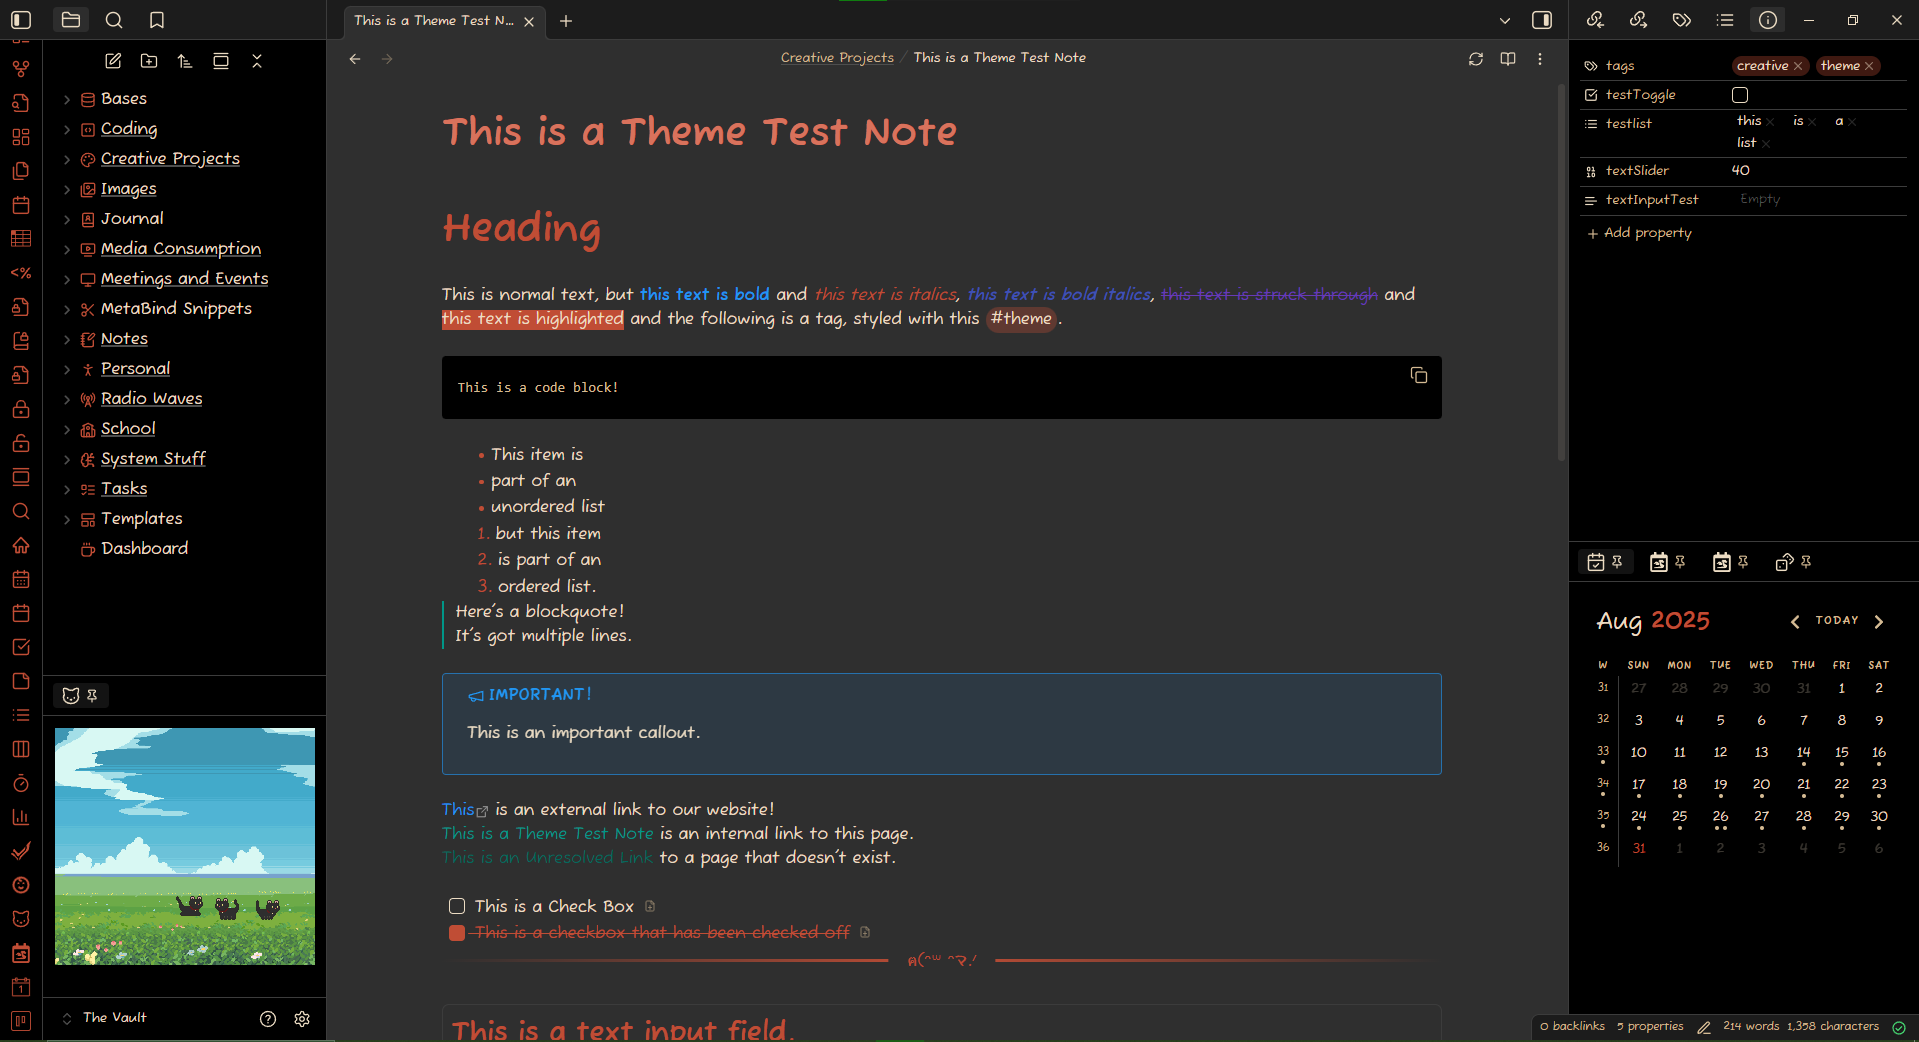 This is a Theme Test N...
Creative Projects / This is a Theme Test Note
Bases
Coding
Creative Projects
Images
Journal
Media Consumption
Meetings and Events
MetaBind Snippets
Notes
Personal
Radio Waves
School
System Stuff
Tasks
Templates
Dashboard
The Vault
This is a Theme Test Note
Heading
This is normal text, but this text is bold and this text is italics, this text is bold italics, this text is struck through and
this text is highlighted and the following is a tag, styled with this #theme.
This is a code block!
• This item is
• part of an
• unordered list
1. but this item
2. is part of an
3. ordered list.
Here's a blockquote!
It's got multiple lines.
IMPORTANT!
This is an important callout.
This is an external link to our website!
This is a Theme Test Note is an internal link to this page.
This is an Unresolved Link to a page that doesn't exist.
This is a Check Box
This is a checkbox that has been checked off
This is a text input field.
tags creative × theme ×
testToggle
testlist this × is × a ×
list ×
textSlider 40
textInputTest Empty
+ Add property
Aug 2025 TODAY
W SUN MON TUE WED THU FRI SAT
31 27 28 29 30 31 1 2
32 3 4 5 6 7 8 9
33 10 11 12 13 14 15 16
34 17 18 19 20 21 22 23
35 24 25 26 27 28 29 30
36 31 1 2 3 4 5 6
0 backlinks 5 properties 214 words 1,358 characters